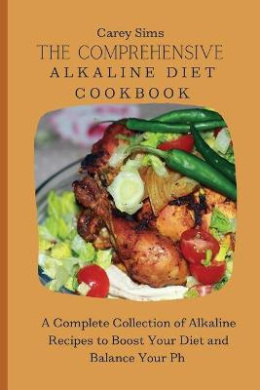 Carey Sims
THE COMPREHENSIVE
ALKALINE DIET
COOKBOOK
A Complete Collection of Alkaline
Recipes to Boost Your Diet and
Balance Your Ph